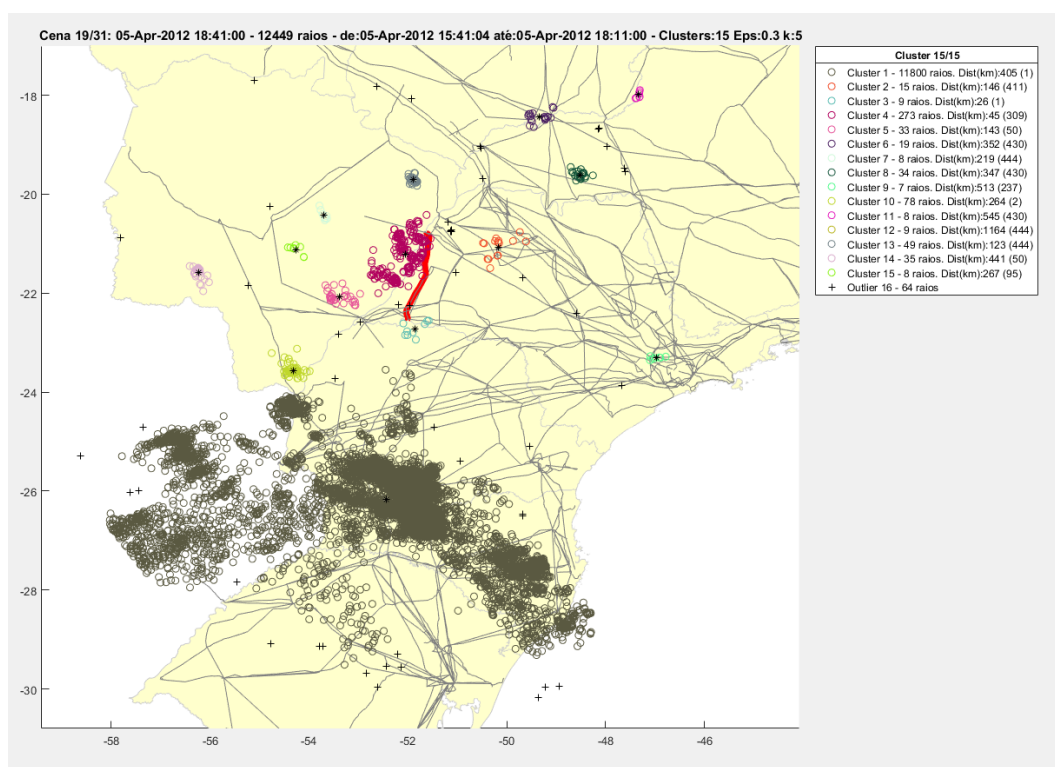 Cena 19/31: 05-Apr-2012 18:41:00 - 12449 raios - de:05-Apr-2012 15:41:04 até:05-Apr-2012 18:11:00 - Clusters:15 Eps:0.3 k:5
Cluster 15/15
Cluster 1 - 11800 raios. Dist(km):405 (1)
Cluster 2 - 15 raios. Dist(km):146 (411)
Cluster 3 - 9 raios. Dist(km):26 (1)
Cluster 4 - 273 raios. Dist(km):45 (309)
Cluster 5 - 33 raios. Dist(km):143 (50)
Cluster 6 - 19 raios. Dist(km):352 (430)
Cluster 7 - 8 raios. Dist(km):219 (444)
Cluster 8 - 34 raios. Dist(km):347 (430)
Cluster 9 - 7 raios. Dist(km):513 (237)
Cluster 10 - 78 raios. Dist(km):264 (2)
Cluster 11 - 8 raios. Dist(km):545 (430)
Cluster 12 - 9 raios. Dist(km):1164 (444)
Cluster 13 - 49 raios. Dist(km):123 (444)
Cluster 14 - 35 raios. Dist(km):441 (50)
Cluster 15 - 8 raios. Dist(km):267 (95)
Outlier 16 - 64 raios
-18
-20
-22
-24
-26
-28
-30
-58 -56 -54 -52 -50 -48 -46